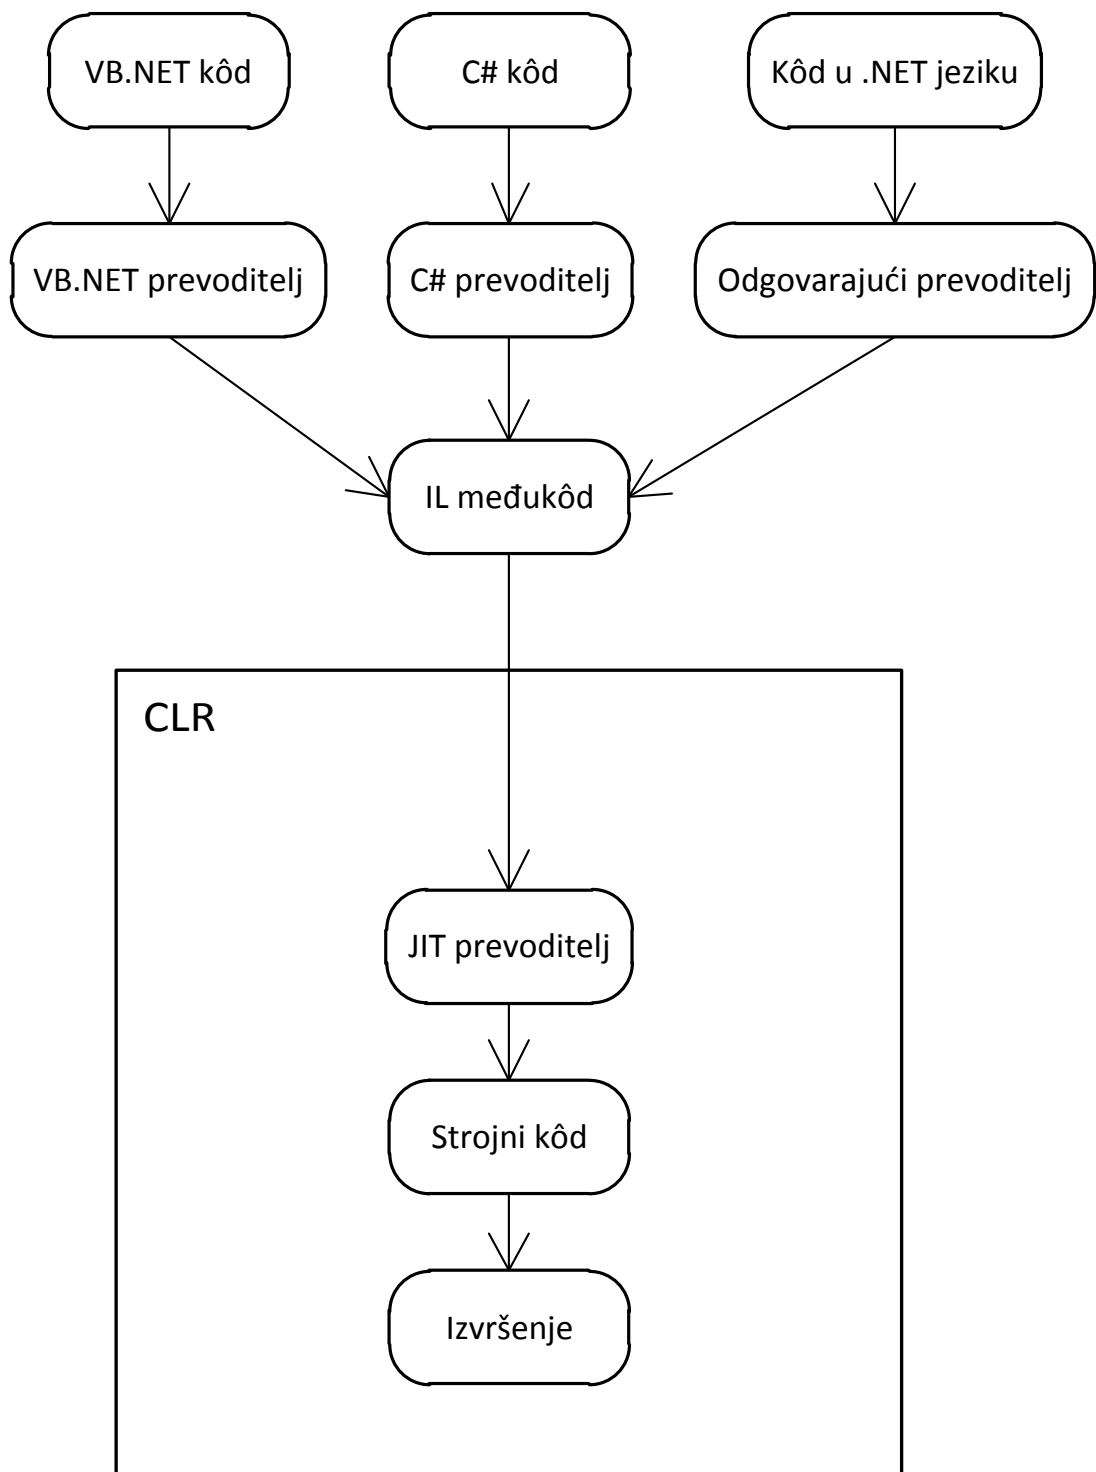 VB.NET kôd
C# kôd
Kôd u .NET jeziku
VB.NET prevoditelj
C# prevoditelj
Odgovarajući prevoditelj
IL međukôd
CLR
JIT prevoditelj
Strojni kôd
Izvršenje